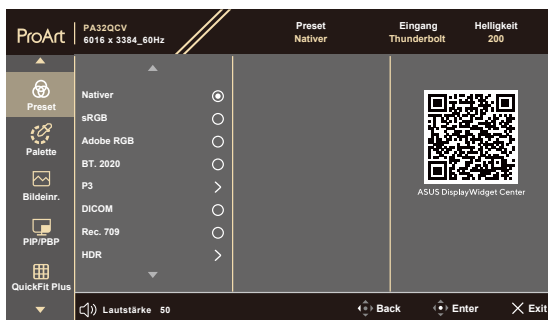 ProArt
PA32QCV
6016 x 3384_60Hz
Preset
Nativer
Eingang
Thunderbolt
Helligkeit
200
Preset
Palette
Bildeinr.
PIP/PBP
QuickFit Plus
Nativer
sRGB
Adobe RGB
BT. 2020
P3
DICOM
Rec. 709
HDR
ASUS DisplayWidget Center
Lautstärke 50
Back
Enter
Exit